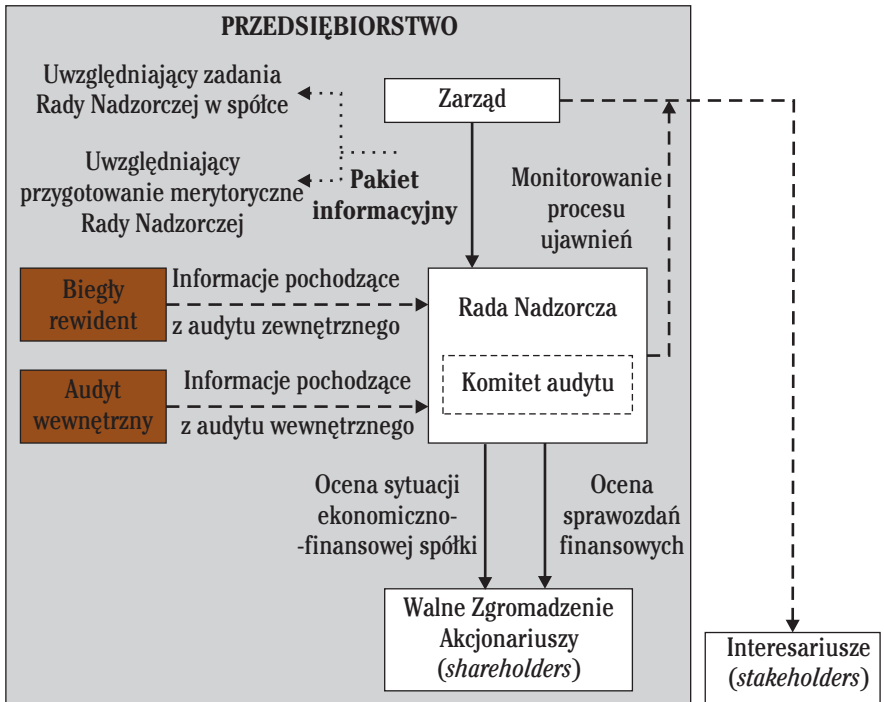 PRZEDSIĘBIORSTWO
Uwzględniający zadania
Rady Nadzorczej w spółce
Zarząd
Uwzględniający
przygotowanie merytoryczne
Rady Nadzorczej
Pakiet
informacyjny
Monitorowanie
procesu
ujawnień
Biegły
rewident
Informacje pochodzące
z audytu zewnętrznego
Rada Nadzorcza
Komitet audytu
Audyt
wewnętrzny
Informacje pochodzące
z audytu wewnętrznego
Ocena sytuacji
ekonomiczno-
-finansowej spółki
Ocena
sprawozdań
finansowych
Walne Zgromadzenie
Akcjonariuszy
(shareholders)
Interesariusze
(stakeholders)